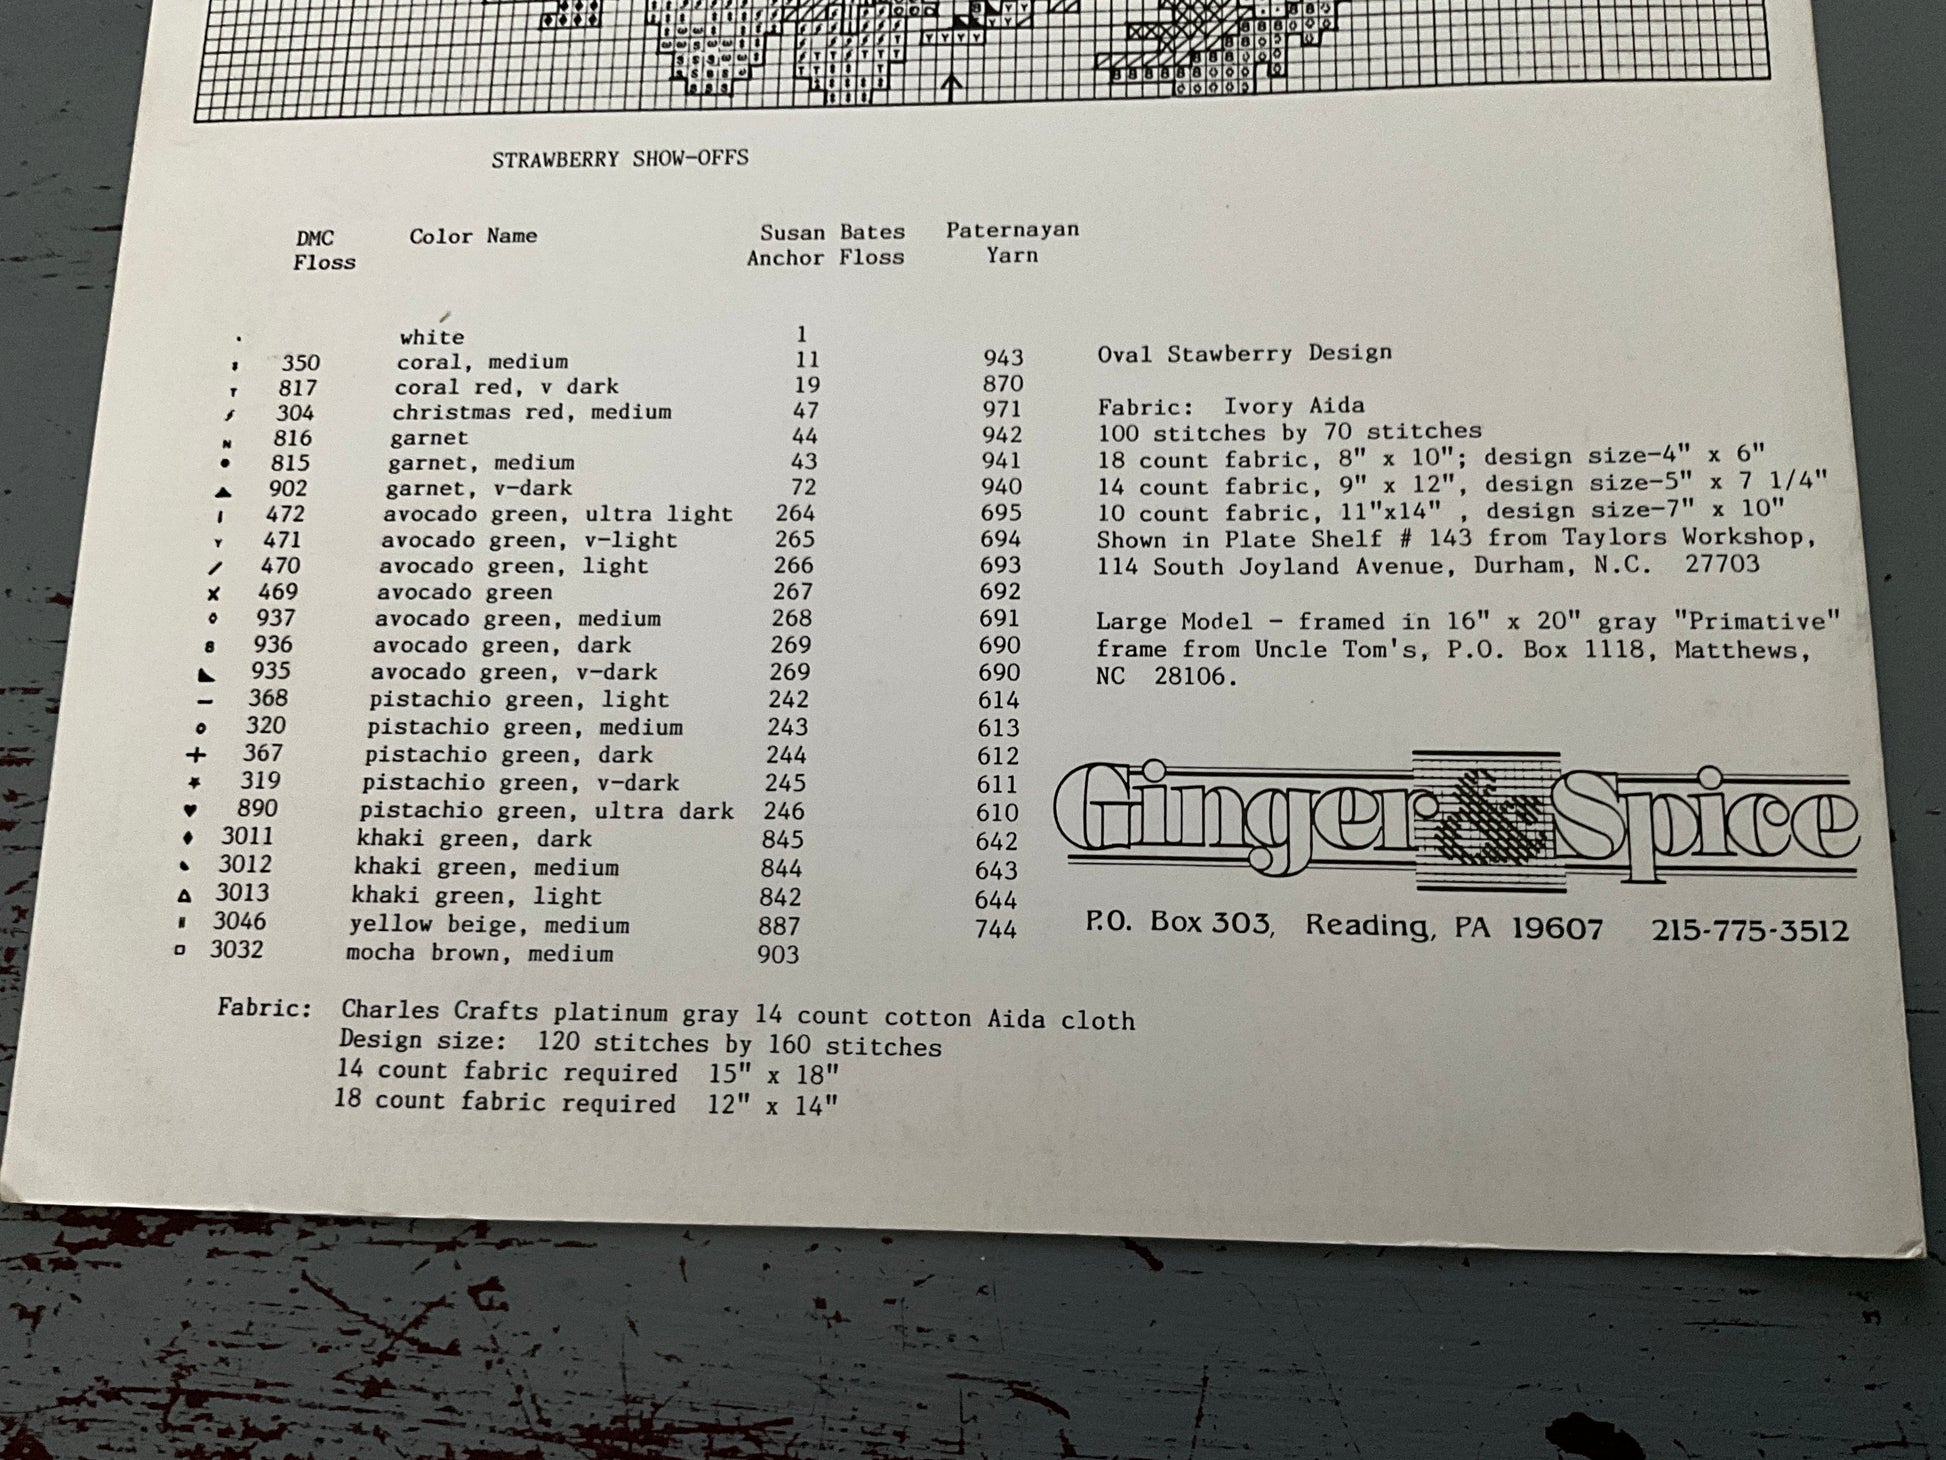 STRAWBERRY SHOW-OFFS
DMC Floss Color Name Susan Bates Anchor Floss Paternayan Yarn
white 1
350 coral, medium 11 943
817 coral red, v dark 19 870
304 christmas red, medium 47 971
816 garnet 44 942
815 garnet, medium 43 941
902 garnet, v-dark 72 940
472 avocado green, ultra light 264 695
471 avocado green, v-light 265 694
470 avocado green, light 266 693
469 avocado green 267 692
937 avocado green, medium 268 691
936 avocado green, dark 269 690
935 avocado green, v-dark 269 690
368 pistachio green, light 242 614
320 pistachio green, medium 243 613
367 pistachio green, dark 244 612
319 pistachio green, v-dark 245 611
890 pistachio green, ultra dark 246 610
3011 khaki green, dark 845 642
3012 khaki green, medium 844 643
3013 khaki green, light 842 644
3046 yellow beige, medium 887 744
3032 mocha brown, medium 903
Fabric: Charles Crafts platinum gray 14 count cotton Aida cloth
Design size: 120 stitches by 160 stitches
14 count fabric required 15" x 18"
18 count fabric required 12" x 14"
Oval Stawberry Design
Fabric: Ivory Aida
100 stitches by 70 stitches
18 count fabric, 8" x 10"; design size-4" x 6"
14 count fabric, 9" x 12", design size-5" x 7 1/4"
10 count fabric, 11"x14" , design size-7" x 10"
Shown in Plate Shelf # 143 from Taylors Workshop,
114 South Joyland Avenue, Durham, N.C. 27703
Large Model - framed in 16" x 20" gray "Primative"
frame from Uncle Tom's, P.O. Box 1118, Matthews,
NC 28106.
Ginger & Spice
P.O. Box 303, Reading, PA 19607 215-775-3512